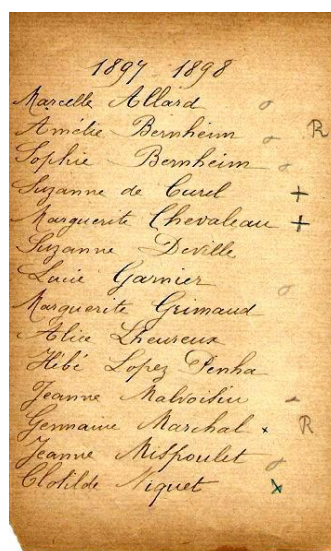 1897-1898
Marcelle Allard o
Amélie Bernheim o R
Sophie Bernheim o
Suzanne de Curel +
Marguerite Chevaleau +
Suzanne Deville
Lucie Garnier o
Marguerite Grimaud
Alice Lheureux
Hébé Lopez Penha
Jeanne Malvoisin
Germaine Marchal x R
Jeanne Mispoulet o
Clotilde Niquet x